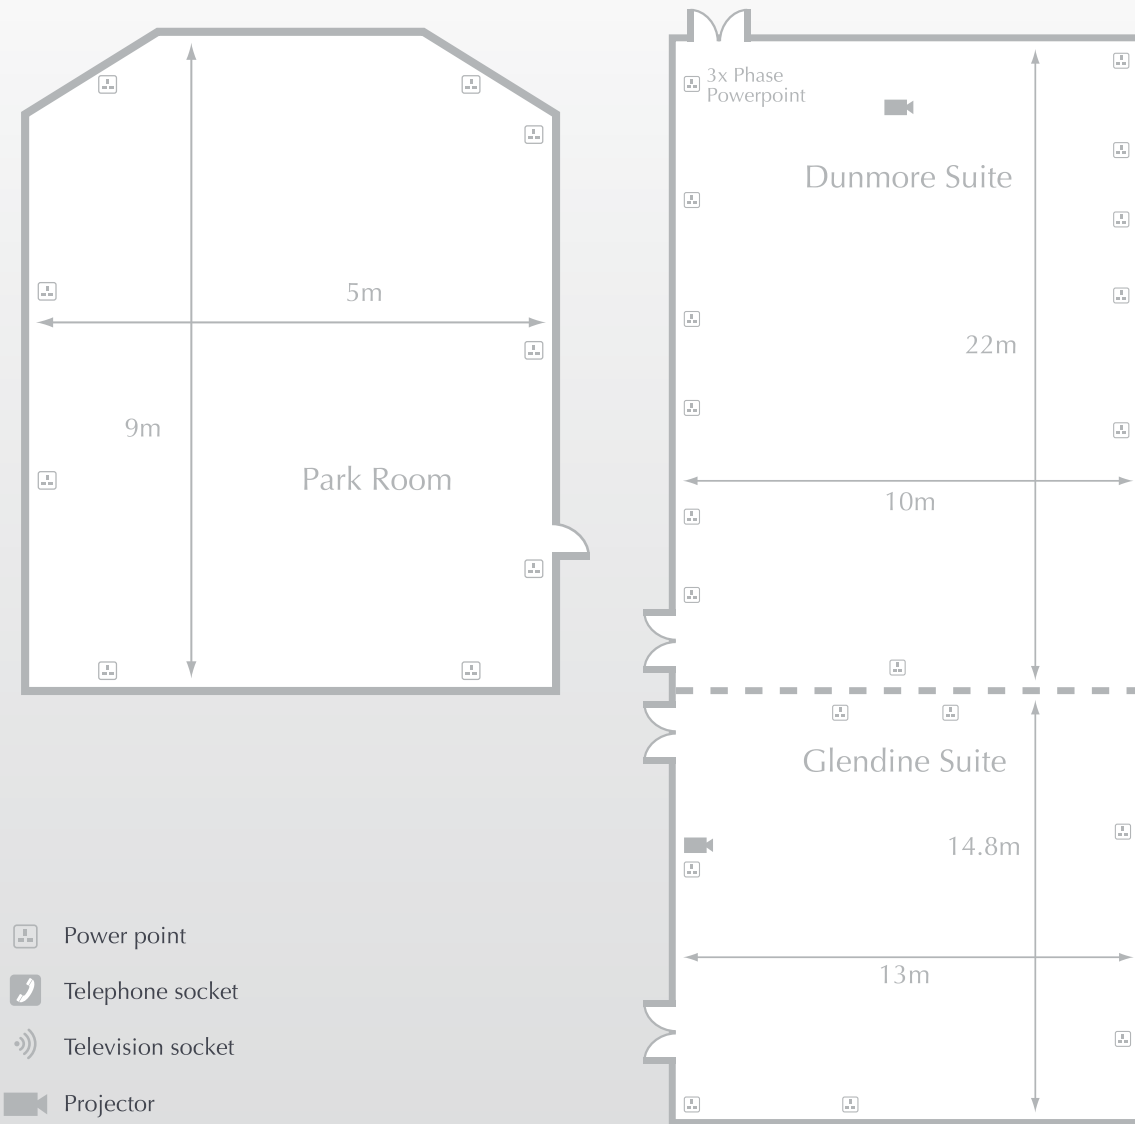 3x Phase
Powerpoint
Dunmore Suite
5m
22m
9m
Park Room
10m
Glendine Suite
14.8m
13m
Power point
Telephone socket
Television socket
Projector